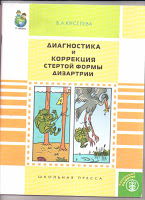 В.А.КИСЕЛЕВА
ДИАГНОСТИКА
И
КОРРЕКЦИЯ
СТЕРТОЙ ФОРМЫ
ДИЗАРТРИИ
ШКОЛЬНАЯ ПРЕССА